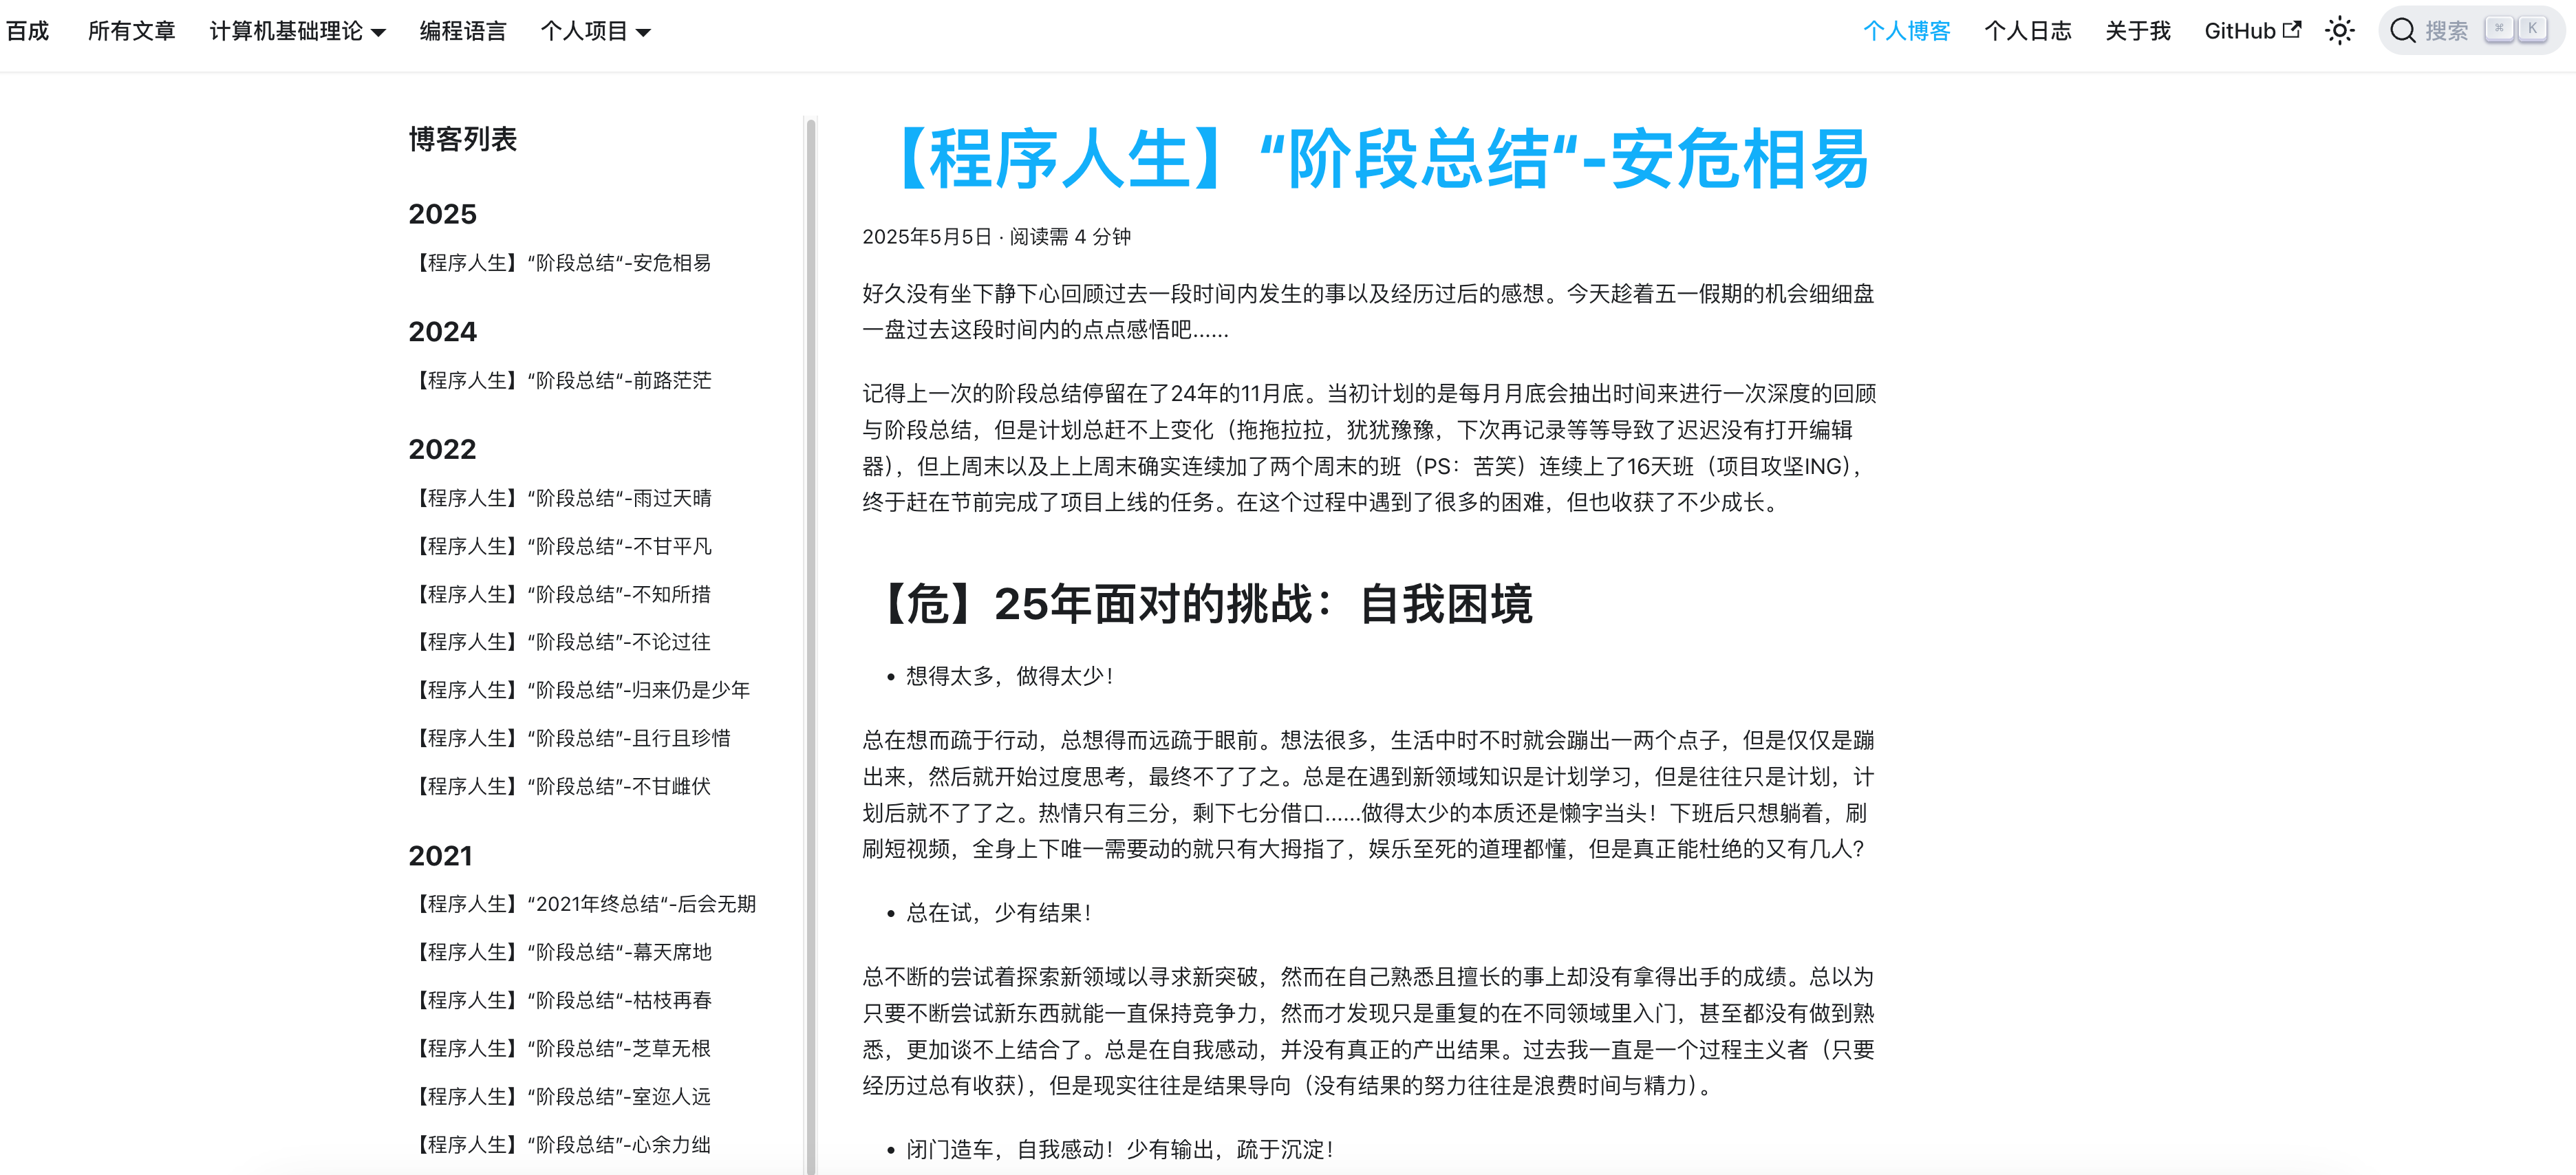 百成 所有文章 计算机基础理论 编程语言 个人项目 个人博客 个人日志 关于我 GitHub 搜索 ⌘ K
博客列表
2025
【程序人生】“阶段总结“-安危相易
2024
【程序人生】“阶段总结“-前路茫茫
2022
【程序人生】“阶段总结“-雨过天晴
【程序人生】“阶段总结“-不甘平凡
【程序人生】“阶段总结”-不知所措
【程序人生】“阶段总结”-不论过往
【程序人生】“阶段总结”-归来仍是少年
【程序人生】“阶段总结”-且行且珍惜
【程序人生】“阶段总结”-不甘雌伏
2021
【程序人生】“2021年终总结“-后会无期
【程序人生】“阶段总结“-幕天席地
【程序人生】“阶段总结“-枯枝再春
【程序人生】“阶段总结”-芝草无根
【程序人生】“阶段总结”-室迩人远
【程序人生】“阶段总结”-心余力绌
【程序人生】“阶段总结“-安危相易
2025年5月5日 · 阅读需 4 分钟
好久没有坐下静下心回顾过去一段时间内发生的事以及经历过后的感想。今天趁着五一假期的机会细细盘
一盘过去这段时间内的点点感悟吧......
记得上一次的阶段总结停留在了24年的11月底。当初计划的是每月月底会抽出时间来进行一次深度的回顾
与阶段总结，但是计划总赶不上变化（拖拖拉拉，犹犹豫豫，下次再记录等等导致了迟迟没有打开编辑
器），但上周末以及上上周末确实连续加了两个周末的班（PS：苦笑）连续上了16天班（项目攻坚ING），
终于赶在节前完成了项目上线的任务。在这个过程中遇到了很多的困难，但也收获了不少成长。
【危】25年面对的挑战：自我困境
• 想得太多，做得太少！
总在想而疏于行动，总想得而远疏于眼前。想法很多，生活中时不时就会蹦出一两个点子，但是仅仅是蹦
出来，然后就开始过度思考，最终不了了之。总是在遇到新领域知识是计划学习，但是往往只是计划，计
划后就不了了之。热情只有三分，剩下七分借口......做得太少的本质还是懒字当头！下班后只想躺着，刷
刷短视频，全身上下唯一需要动的就只有大拇指了，娱乐至死的道理都懂，但是真正能杜绝的又有几人？
• 总在试，少有结果！
总不断的尝试着探索新领域以寻求新突破，然而在自己熟悉且擅长的事上却没有拿得出手的成绩。总以为
只要不断尝试新东西就能一直保持竞争力，然而才发现只是重复的在不同领域里入门，甚至都没有做到熟
悉，更加谈不上结合了。总是在自我感动，并没有真正的产出结果。过去我一直是一个过程主义者（只要
经历过总有收获），但是现实往往是结果导向（没有结果的努力往往是浪费时间与精力）。
• 闭门造车，自我感动！少有输出，疏于沉淀！